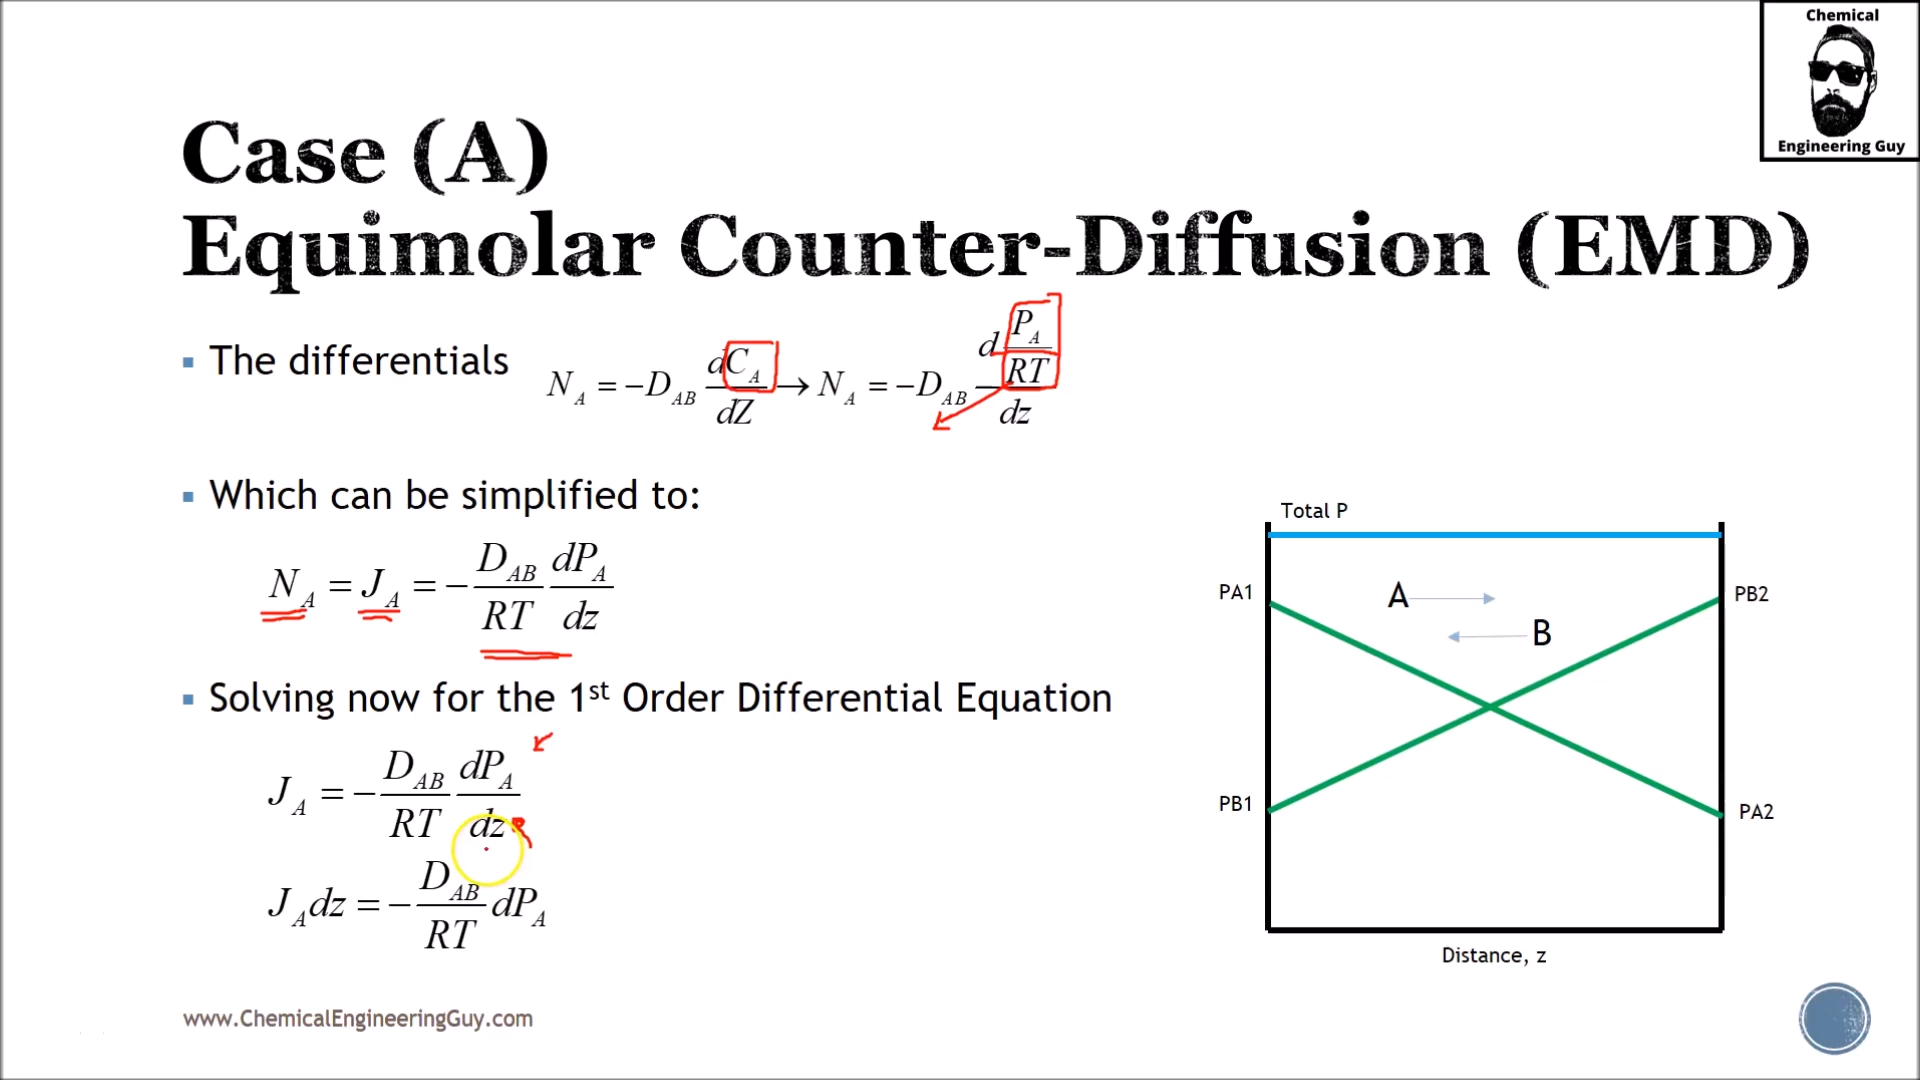 Chemical
Engineering Guy
Case (A)
Equimolar Counter-Diffusion (EMD)
▪ The differentials N_A = -D_AB dC_A/dZ → N_A = -D_AB d(P_A/RT)/dz
▪ Which can be simplified to:
N_A = J_A = -D_AB/RT dP_A/dz
▪ Solving now for the 1st Order Differential Equation
J_A = -D_AB/RT dP_A/dz
J_A dz = -D_AB/RT dP_A
Total P
PA1
A
PB2
B
PB1
PA2
Distance, z
www.ChemicalEngineeringGuy.com